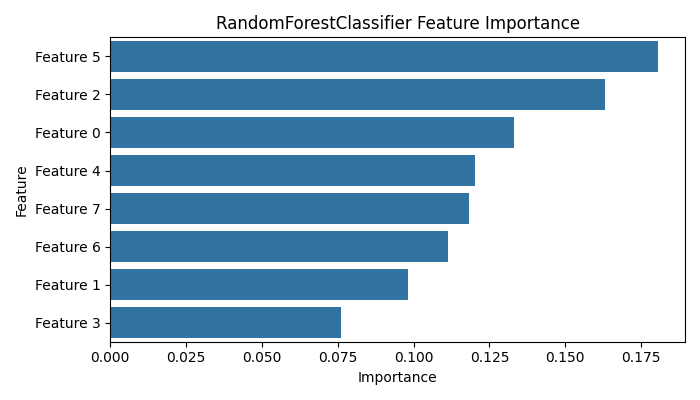 RandomForestClassifier Feature Importance
Feature
Feature 5
Feature 2
Feature 0
Feature 4
Feature 7
Feature 6
Feature 1
Feature 3
0.000 0.025 0.050 0.075 0.100 0.125 0.150 0.175
Importance